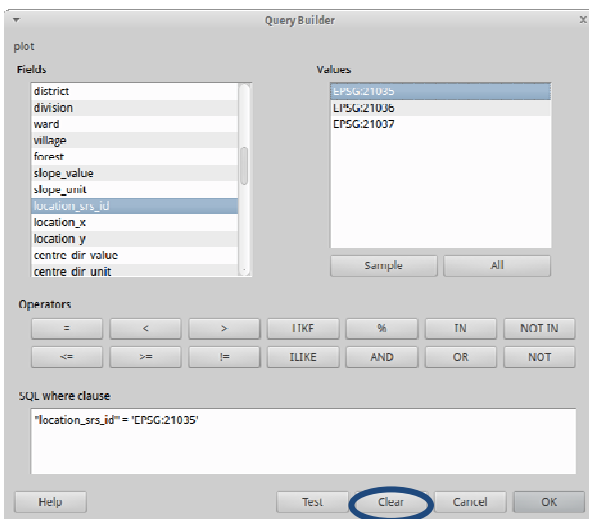 Query Builder
x
plot
Fields
Values
district
division
ward
village
forest
slope_value
slope_unit
location_srs_id
location_x
location_y
centre_dir_value
centre_dir_unit
EPSG:21035
EPSG:21036
EPSG:21037
Sample All
Operators
= < > LIKE % IN NOT IN
<= >= != ILIKE AND OR NOT
SQL where clause
"location_srs_id" = 'EPSG:21035'
Help Test Clear Cancel OK